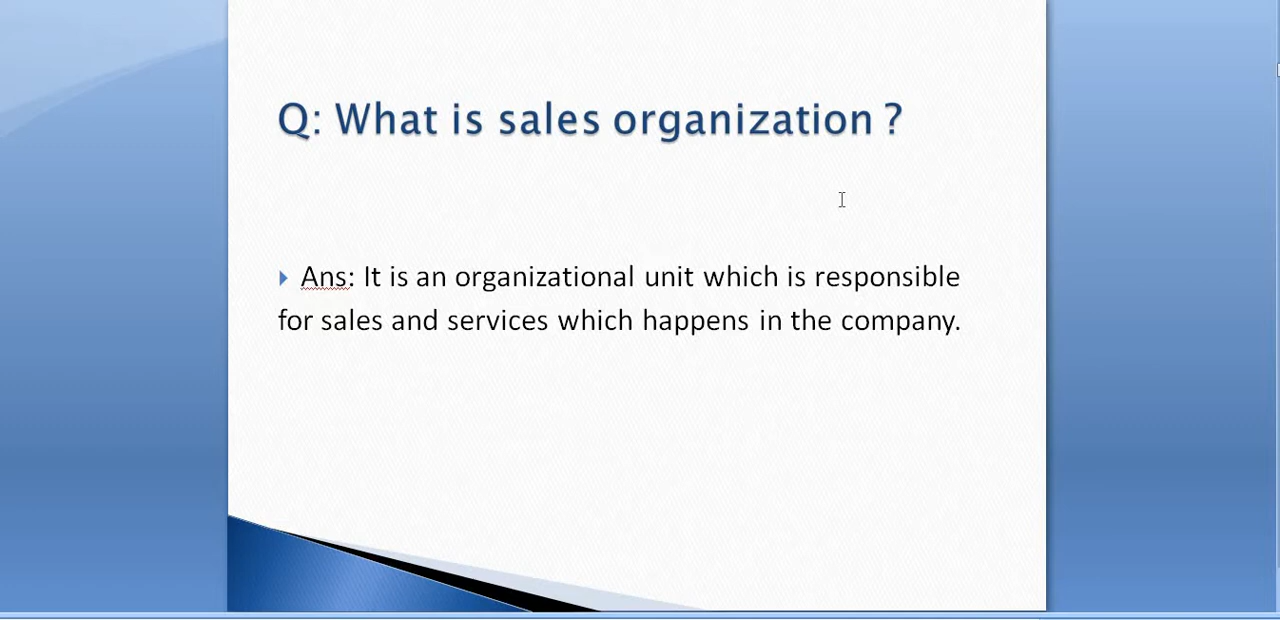 Q: What is sales organization ?
Ans: It is an organizational unit which is responsible
for sales and services which happens in the company.